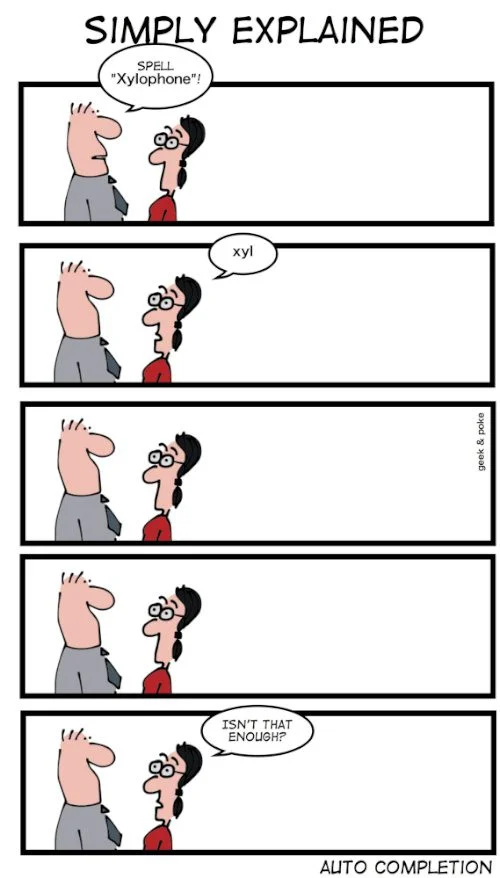 SIMPLY EXPLAINED
SPELL
"Xylophone"!
xyl
geek & poke
ISN'T THAT
ENOUGH?
AUTO COMPLETION